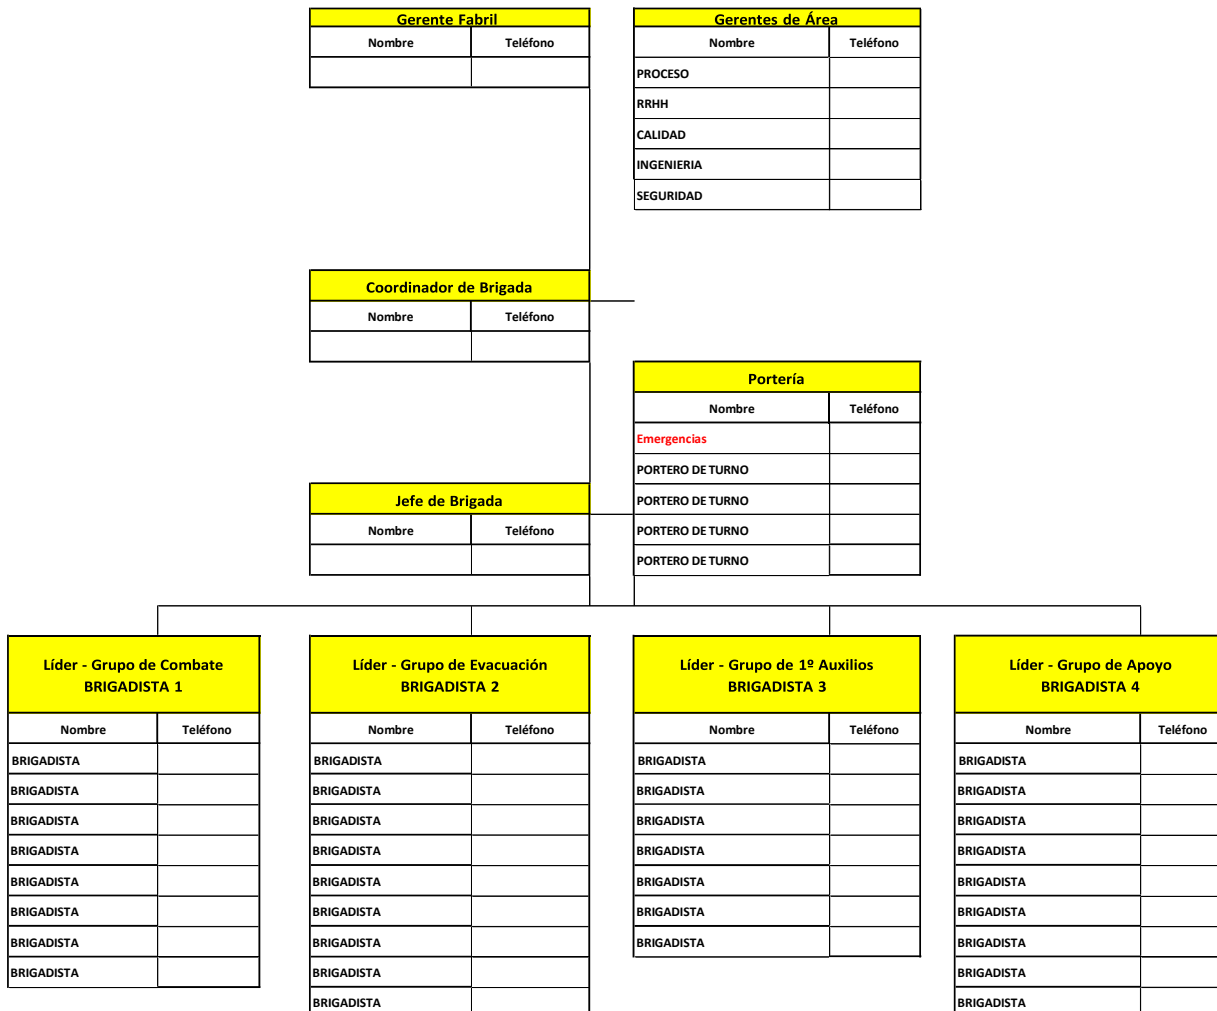 Gerente Fabril
Nombre Teléfono
Gerentes de Área
Nombre Teléfono
PROCESO
RRHH
CALIDAD
INGENIERIA
SEGURIDAD
Coordinador de Brigada
Nombre Teléfono
Portería
Nombre Teléfono
Emergencias
PORTERO DE TURNO
PORTERO DE TURNO
PORTERO DE TURNO
PORTERO DE TURNO
Jefe de Brigada
Nombre Teléfono
Líder - Grupo de Combate
BRIGADISTA 1
Nombre Teléfono
BRIGADISTA
BRIGADISTA
BRIGADISTA
BRIGADISTA
BRIGADISTA
BRIGADISTA
BRIGADISTA
BRIGADISTA
Líder - Grupo de Evacuación
BRIGADISTA 2
Nombre Teléfono
BRIGADISTA
BRIGADISTA
BRIGADISTA
BRIGADISTA
BRIGADISTA
BRIGADISTA
BRIGADISTA
BRIGADISTA
BRIGADISTA
Líder - Grupo de 1º Auxilios
BRIGADISTA 3
Nombre Teléfono
BRIGADISTA
BRIGADISTA
BRIGADISTA
BRIGADISTA
BRIGADISTA
BRIGADISTA
BRIGADISTA
Líder - Grupo de Apoyo
BRIGADISTA 4
Nombre Teléfono
BRIGADISTA
BRIGADISTA
BRIGADISTA
BRIGADISTA
BRIGADISTA
BRIGADISTA
BRIGADISTA
BRIGADISTA
BRIGADISTA